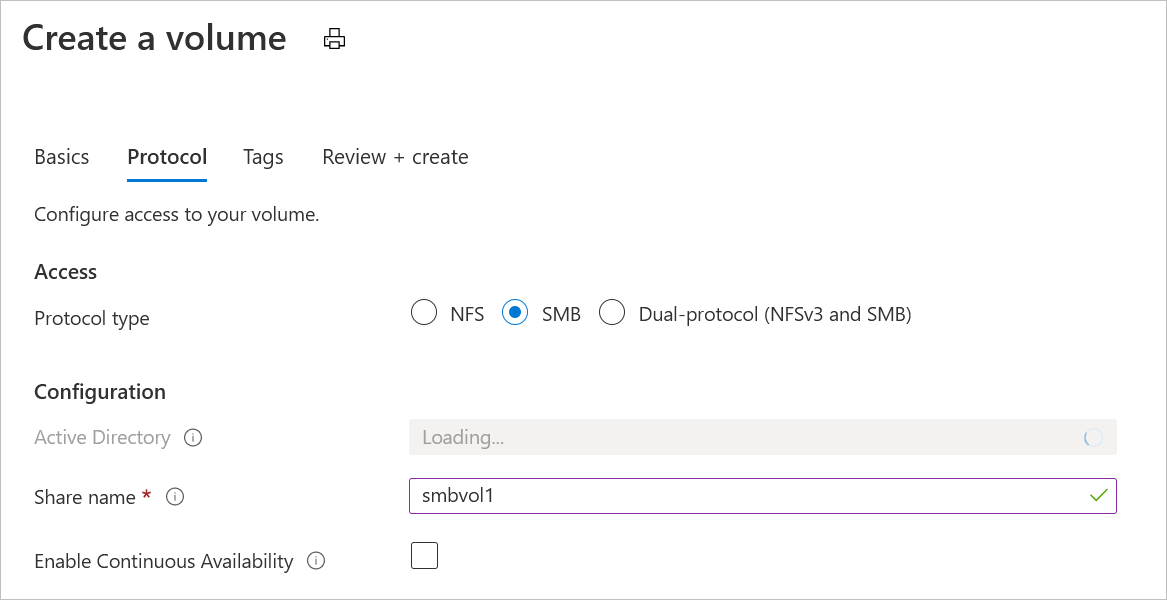 Create a volume
Basics Protocol Tags Review + create
Configure access to your volume.
Access
Protocol type NFS SMB Dual-protocol (NFSv3 and SMB)
Configuration
Active Directory Loading...
Share name * smbvol1
Enable Continuous Availability